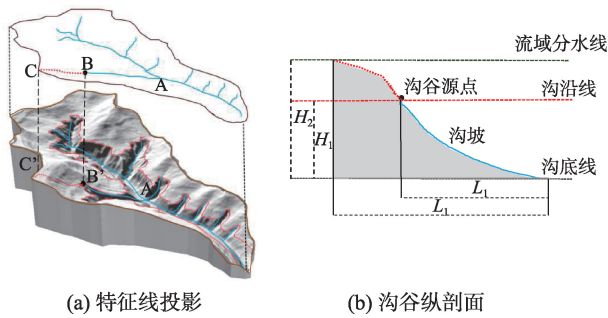 C
B
A
C'
B'
A'
(a) 特征线投影
流域分水线
沟谷源点
沟沿线
H₂
H₁
沟坡
沟底线
L₁
L₁
(b) 沟谷纵剖面